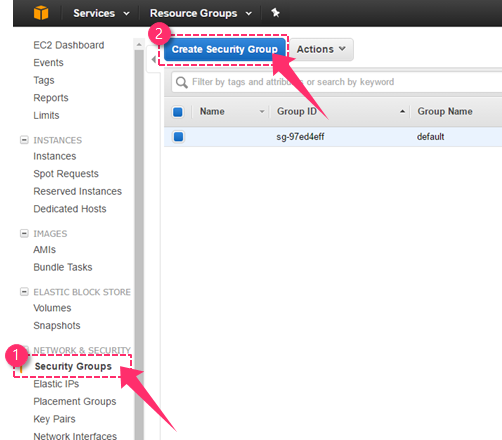 Services
Resource Groups
EC2 Dashboard
Events
Tags
Reports
Limits
INSTANCES
Instances
Spot Requests
Reserved Instances
Dedicated Hosts
IMAGES
AMIs
Bundle Tasks
ELASTIC BLOCK STORE
Volumes
Snapshots
NETWORK & SECURITY
1
Security Groups
Elastic IPs
Placement Groups
Key Pairs
Network Interfaces
2
Create Security Group
Actions
Filter by tags and attributes or search by keyword
Name Group ID Group Name
sg-97ed4eff default